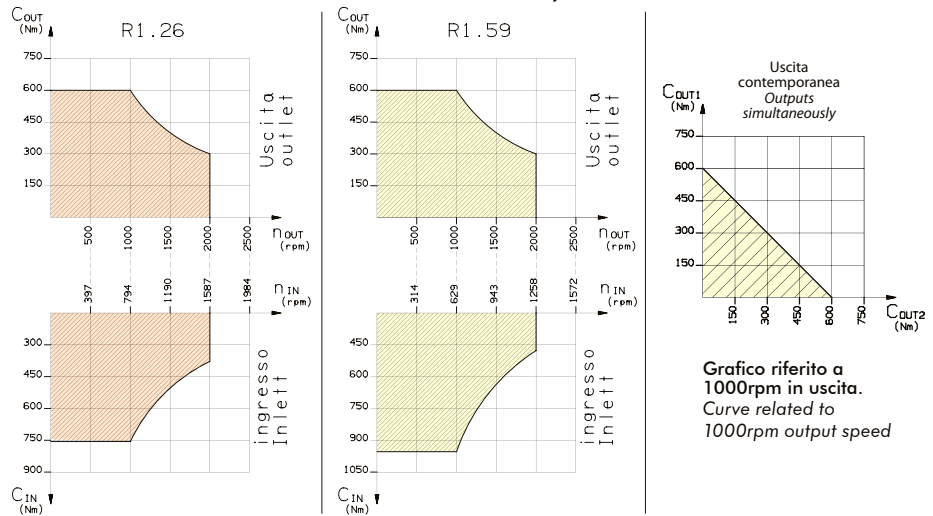 C OUT
(Nm)
R1.26
750
600
450
300
150
Uscita
outlet
500
1000
1500
2000
2500
n OUT
(rpm)
397
794
1190
1587
1984
n IN
(rpm)
300
450
600
750
900
ingresso
Inlett
C IN
(Nm)
C OUT
(Nm)
R1.59
750
600
450
300
150
Uscita
outlet
500
1000
1500
2000
2500
n OUT
(rpm)
314
629
943
1258
1572
n IN
(rpm)
300
450
600
750
900
1050
ingresso
Inlett
C IN
(Nm)
Uscita
contemporanea
Outputs
simultaneously
C OUT1
(Nm)
750
600
450
300
150
150
300
450
600
750
C OUT2
(Nm)
Grafico riferito a
1000rpm in uscita.
Curve related to
1000rpm output speed